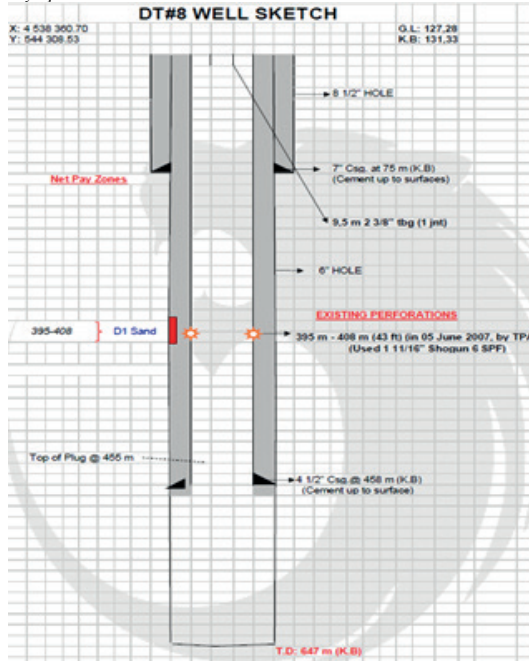 DT#8 WELL SKETCH
X: 4 538 360.70
Y: 544 308.53
G.L: 127,28
K.B: 131,33
8 1/2" HOLE
7" Csg. at 75 m (K.B)
(Cement up to surfaces)
Net Pay Zones
9,5 m 2 3/8" tbg (1 jnt)
6" HOLE
EXISTING PERFORATIONS
395-408
D1 Sand
395 m - 408 m (43 ft) (in 05 June 2007, by TPA
(Used 1 11/16" Shogun 6 SPF)
Top of Plug @ 455 m
4 1/2" Csg.@ 458 m (K.B)
(Cement up to surface)
T.D: 647 m (K.B)